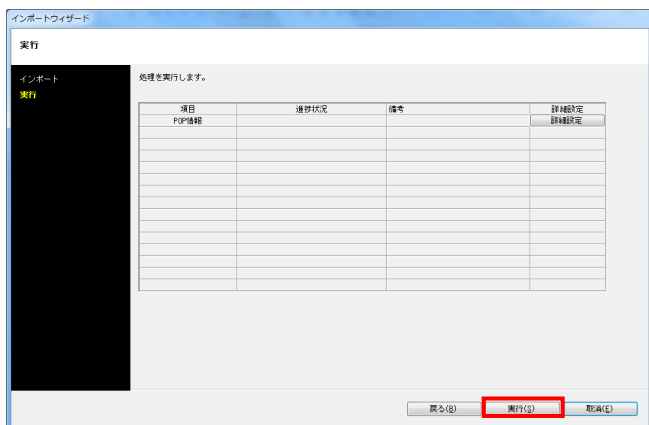 インポートウィザード
実行
インポート
実行
処理を実行します。
項目 進捗状況 備考 詳細設定
POP情報 詳細設定
戻る(B) 実行(S) 取消(E)